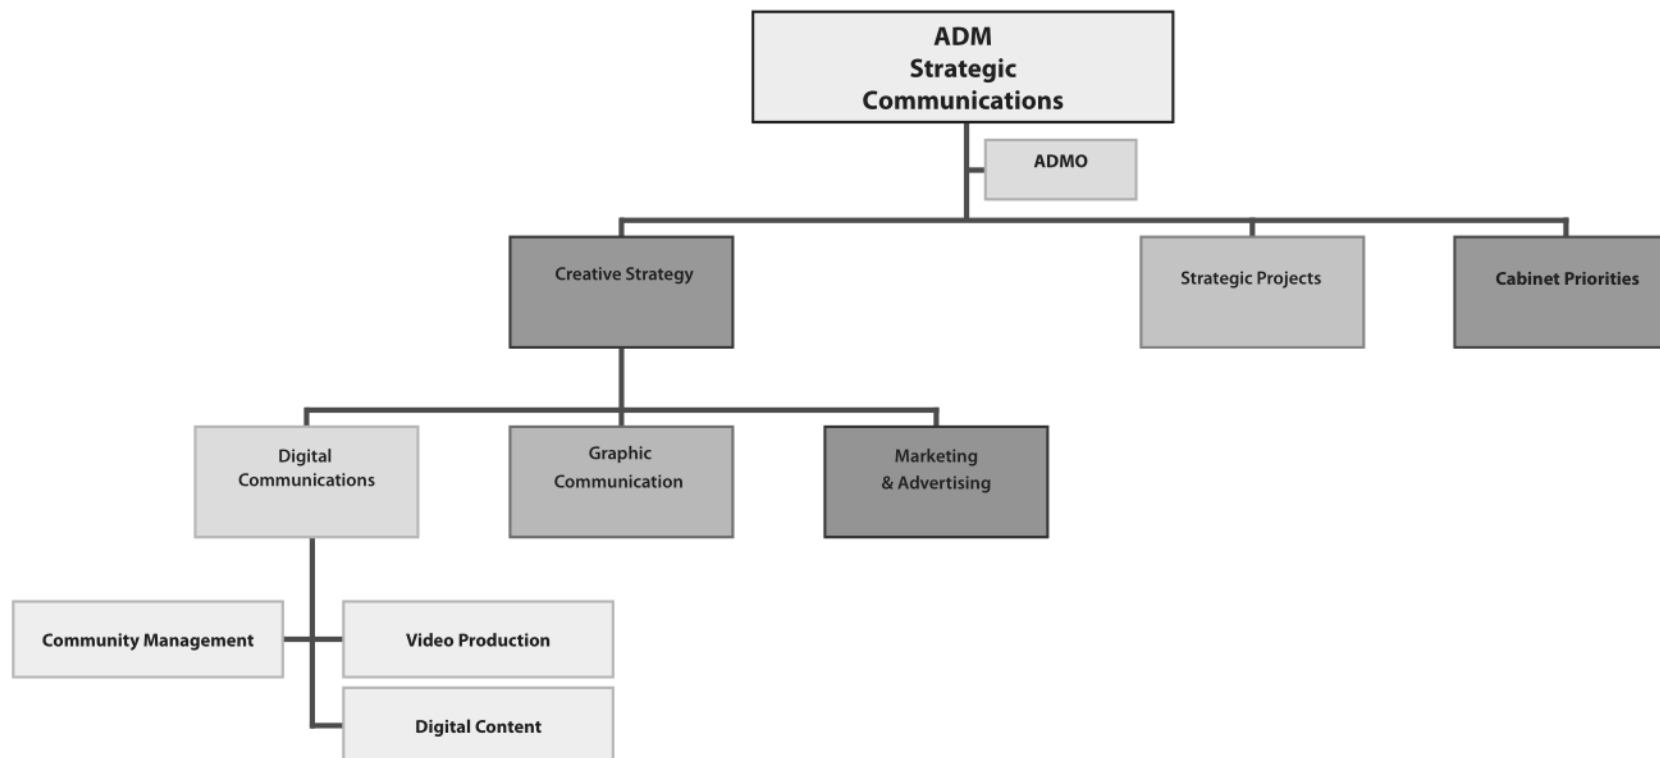 ADM
Strategic
Communications
ADMO
Creative Strategy
Strategic Projects
Cabinet Priorities
Digital
Communications
Graphic
Communication
Marketing
& Advertising
Community Management
Video Production
Digital Content